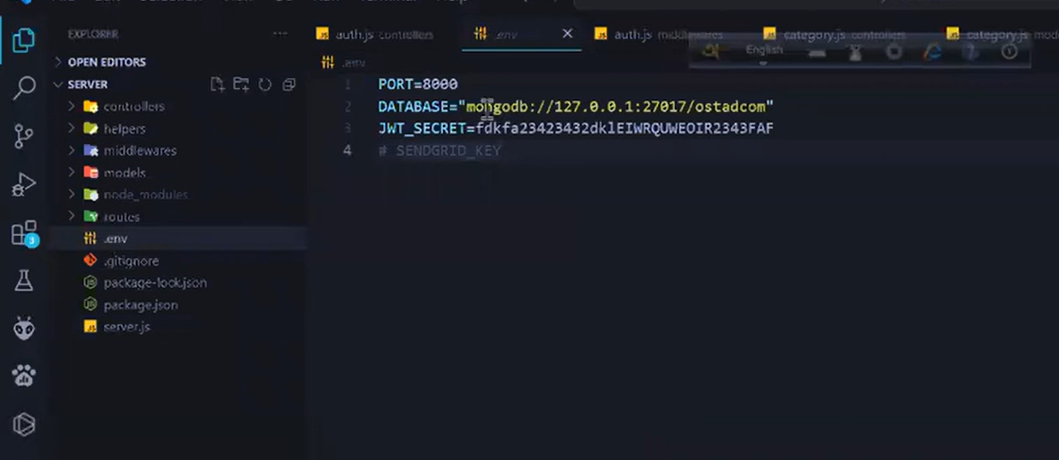 EXPLORER
OPEN EDITORS
SERVER
controllers
helpers
middlewares
models
node_modules
routes
.env
.gitignore
package-lock.json
package.json
server.js
3
auth.js controllers
.env
auth.js middlewares
category.js controllers
category.js mod
English
.env
1 PORT=8000
2 DATABASE="mongodb://127.0.0.1:27017/ostadcom"
3 JWT_SECRET=fdkfa23423432dklEIWRQUWEOIR2343FAF
4 # SENDGRID_KEY